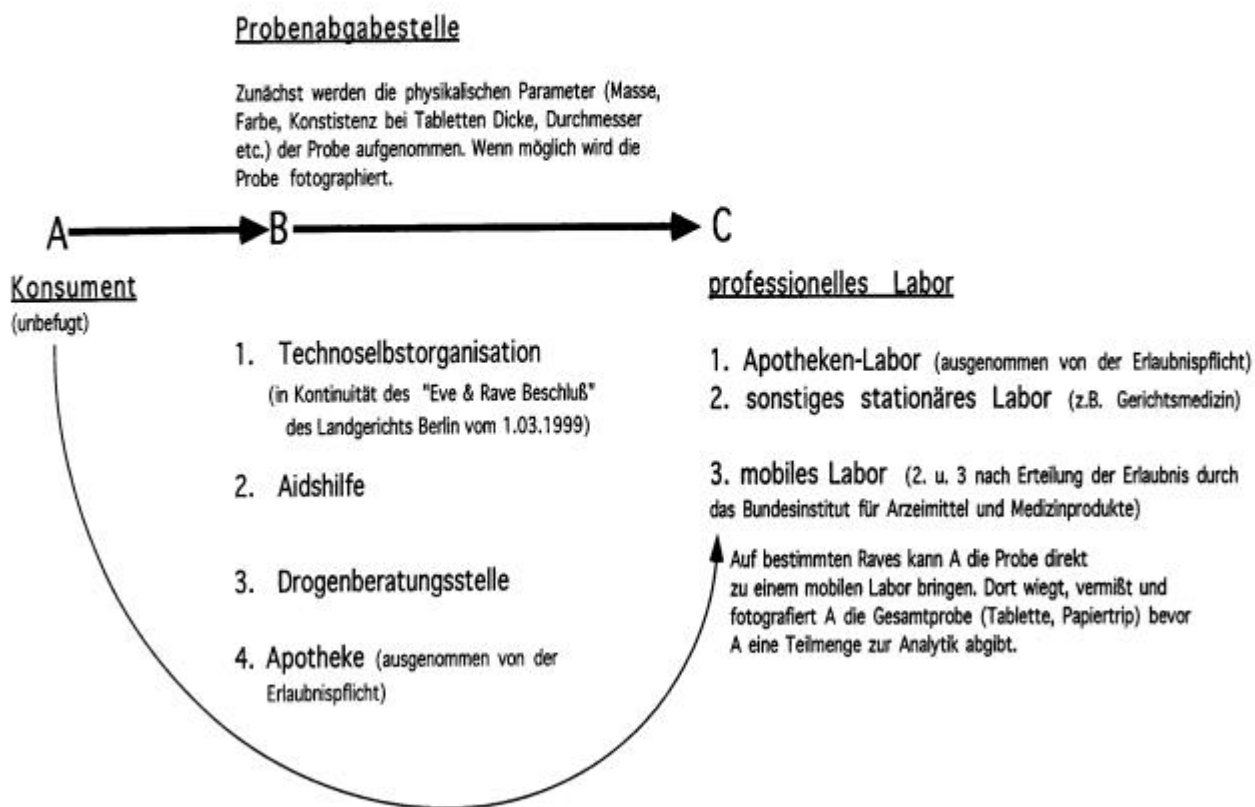 Probenabgabestelle
Zunächst werden die physikalischen Parameter (Masse,
Farbe, Konstistenz bei Tabletten Dicke, Durchmesser
etc.) der Probe aufgenommen. Wenn möglich wird die
Probe fotographiert.
A
B
C
Konsument
(unbefugt)
1. Technoselbstorganisation
(in Kontinuität des "Eve & Rave Beschluß"
des Landgerichts Berlin vom 1.03.1999)
2. Aidshilfe
3. Drogenberatungsstelle
4. Apotheke (ausgenommen von der
Erlaubnispflicht)
professionelles Labor
1. Apotheken-Labor (ausgenommen von der Erlaubnispflicht)
2. sonstiges stationäres Labor (z.B. Gerichtsmedizin)
3. mobiles Labor (2. u. 3 nach Erteilung der Erlaubnis durch
das Bundesinstitut für Arzeimittel und Medizinprodukte)
Auf bestimmten Raves kann A die Probe direkt
zu einem mobilen Labor bringen. Dort wiegt, vermißt und
fotografiert A die Gesamtprobe (Tablette, Papiertrip) bevor
A eine Teilmenge zur Analytik abgibt.